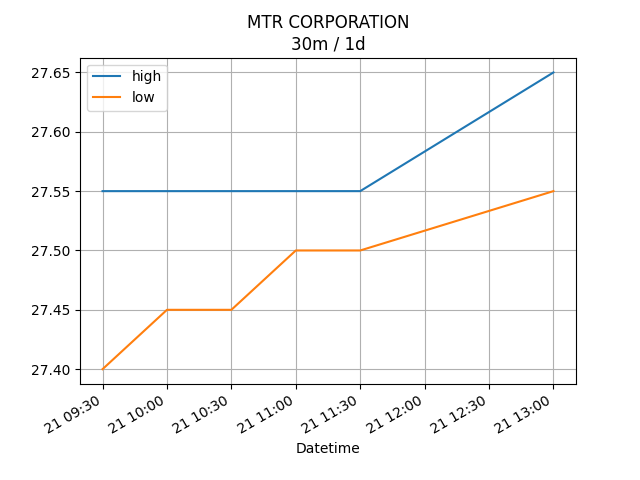 MTR CORPORATION
30m / 1d
high
low
27.65
27.60
27.55
27.50
27.45
27.40
21 09:30
21 10:00
21 10:30
21 11:00
21 11:30
21 12:00
21 12:30
21 13:00
Datetime